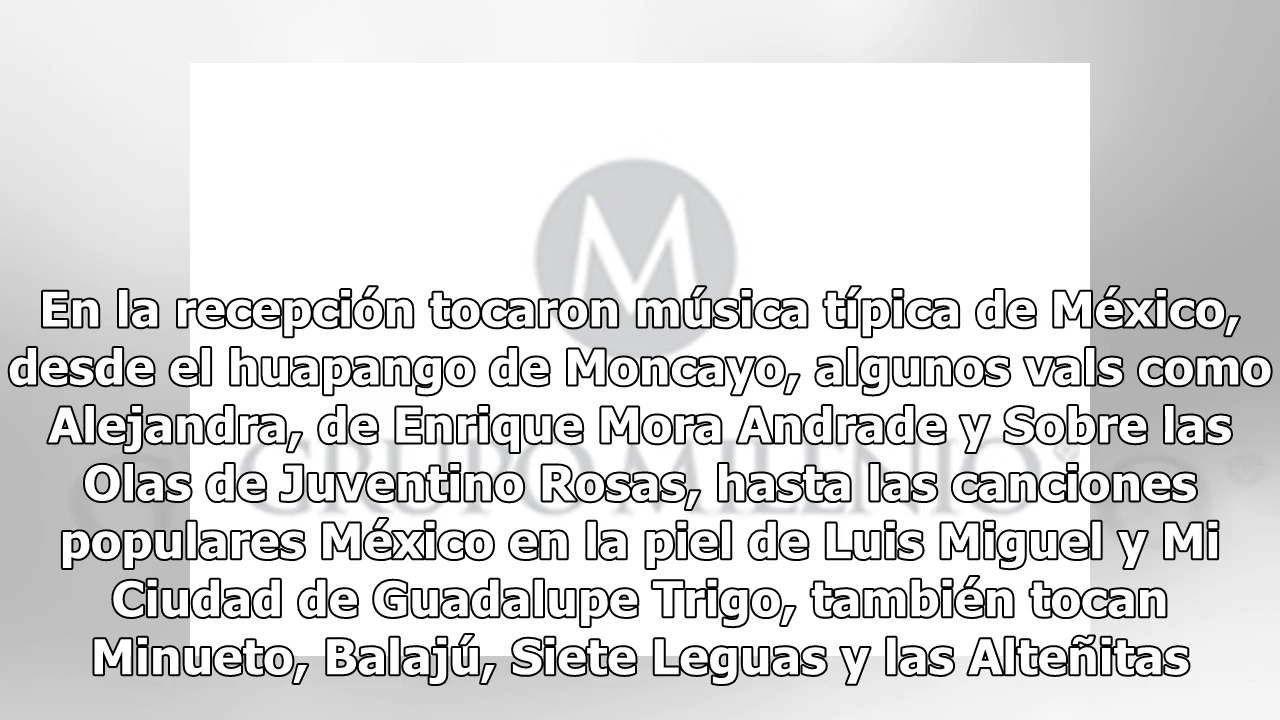 M
En la recepción tocaron música típica de México,
desde el huapango de Moncayo, algunos vals como
Alejandra, de Enrique Mora Andrade y Sobre las
GRUPO MILENIO
Olas de Juventino Rosas, hasta las canciones
populares México en la piel de Luis Miguel y Mi
Ciudad de Guadalupe Trigo, también tocan
Minueto, Balajú, Siete Leguas y las Alteñitas